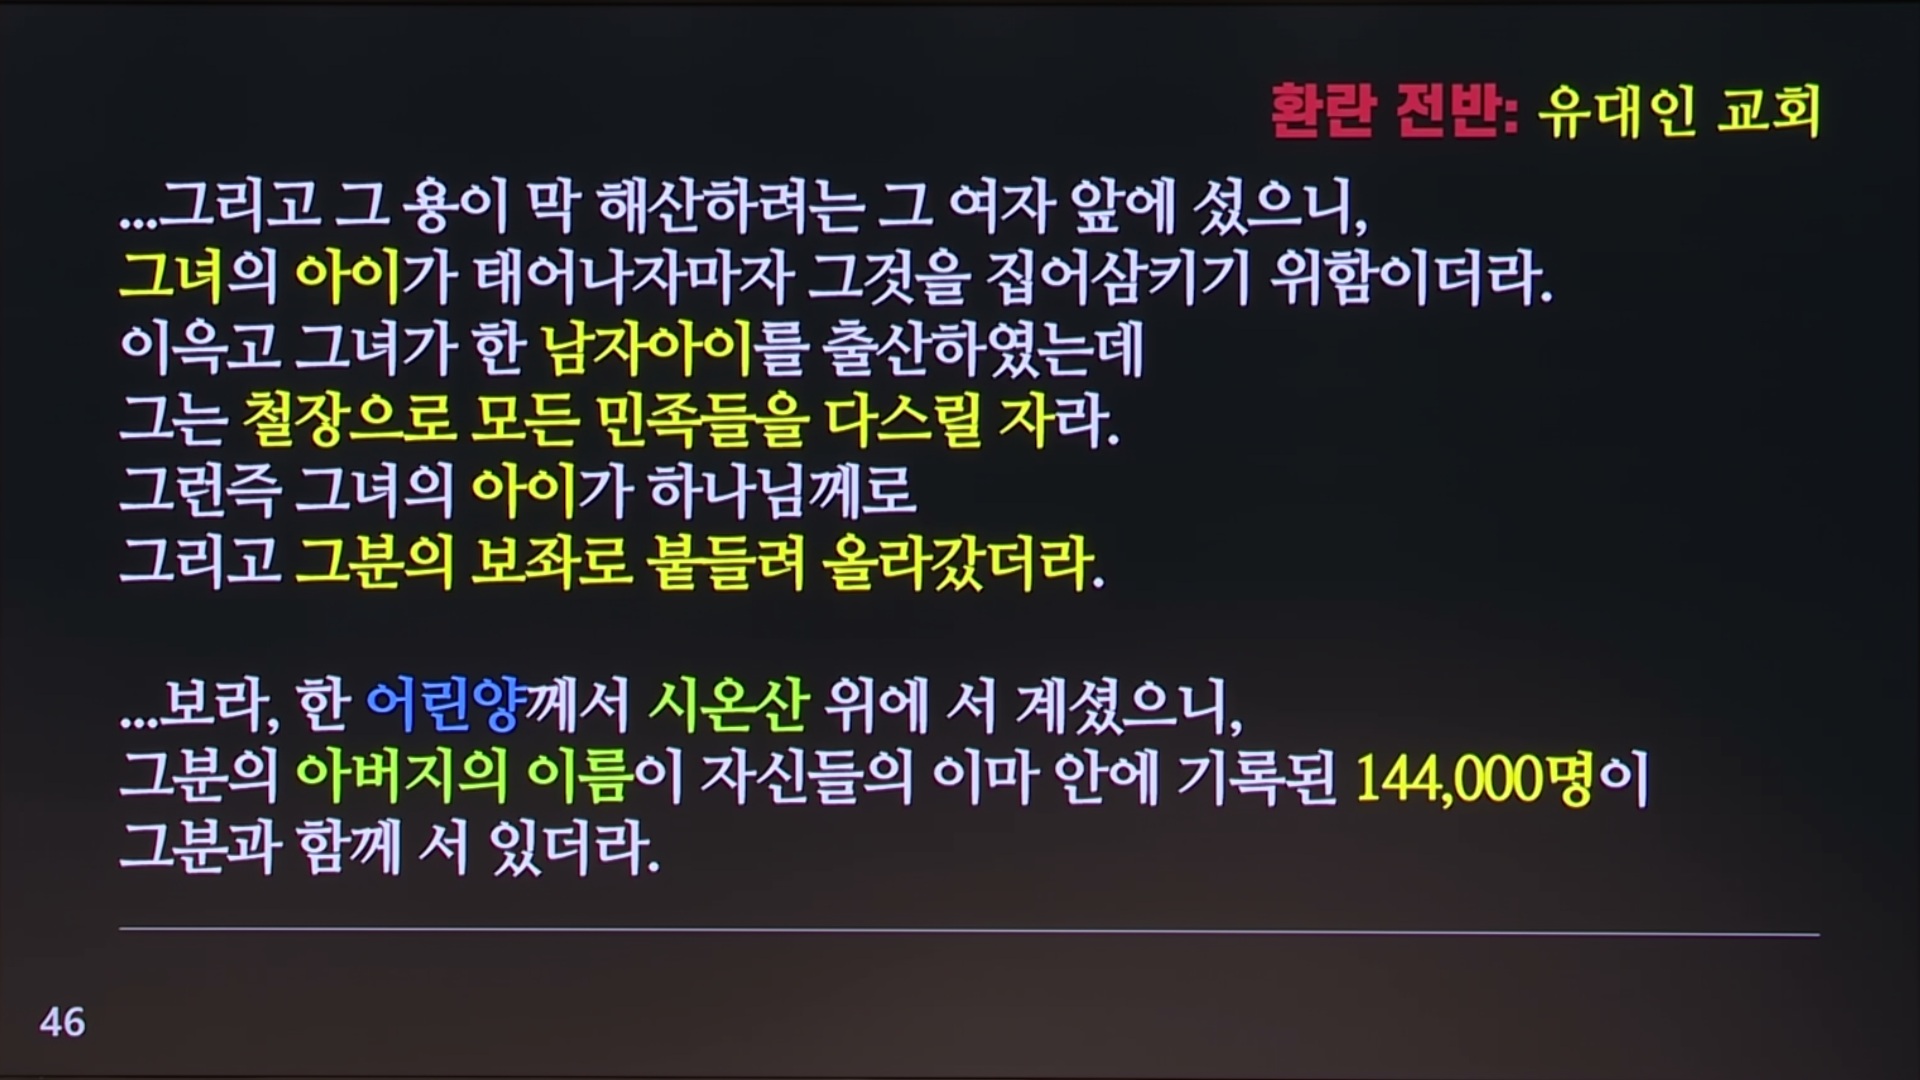 환란 전반: 유대인 교회
...그리고 그 용이 막 해산하려는 그 여자 앞에 섰으니,
그녀의 아이가 태어나자마자 그것을 집어삼키기 위함이더라.
이윽고 그녀가 한 남자아이를 출산하였는데
그는 철장으로 모든 민족들을 다스릴 자라.
그런즉 그녀의 아이가 하나님께로
그리고 그분의 보좌로 붙들려 올라갔더라.
...보라, 한 어린양께서 시온산 위에 서 계셨으니,
그분의 아버지의 이름이 자신들의 이마 안에 기록된 144,000명이
그분과 함께 서 있더라.
46